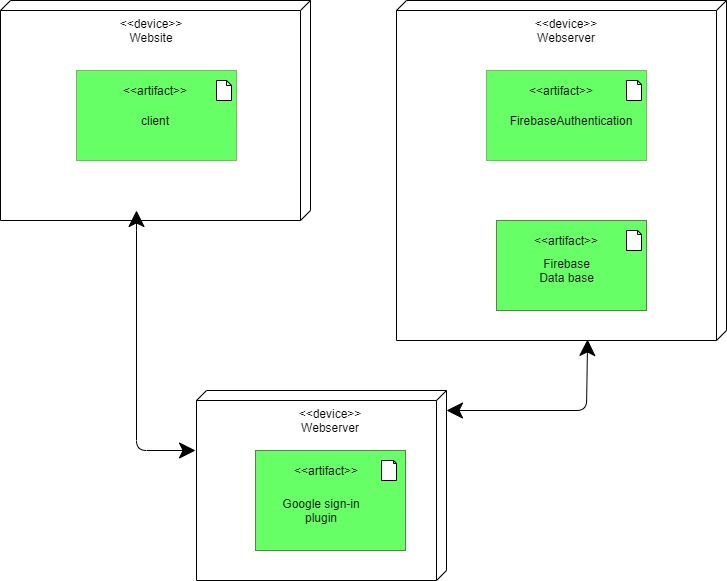 <<device>>
Website
<<artifact>>
client
<<device>>
Webserver
<<artifact>>
FirebaseAuthentication
<<artifact>>
Firebase
Data base
<<device>>
Webserver
<<artifact>>
Google sign-in
plugin